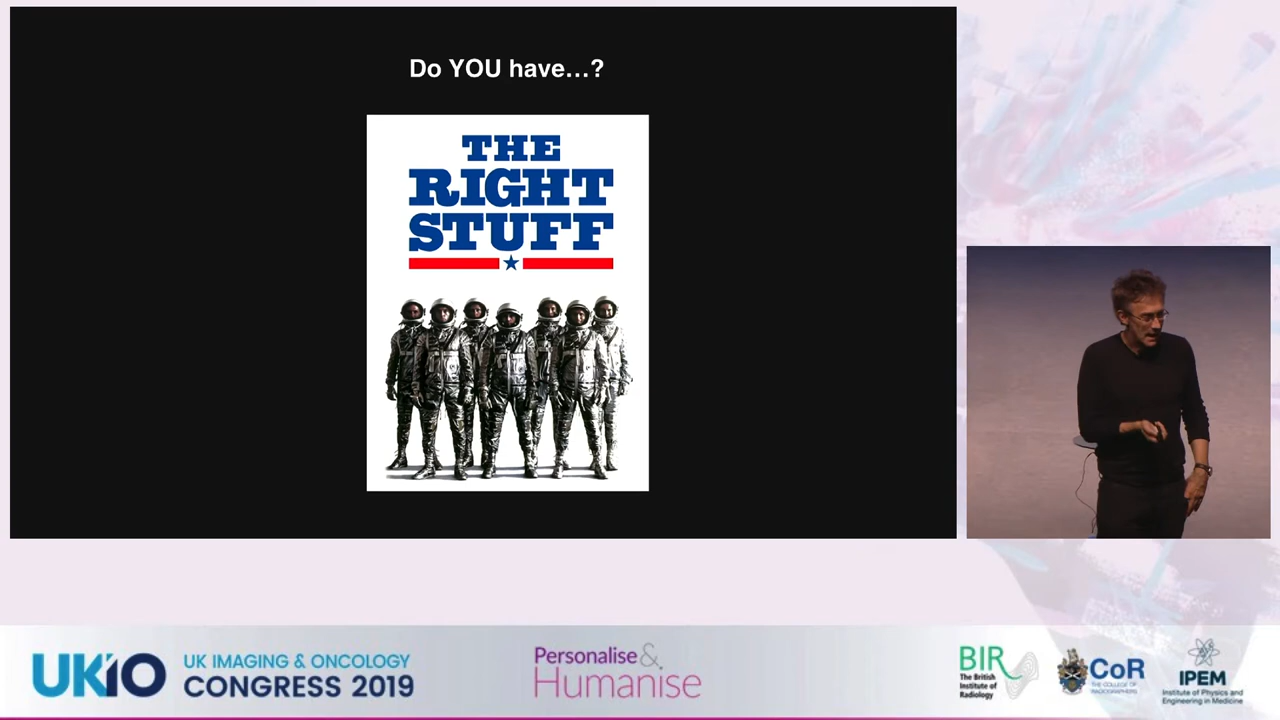 Do YOU have...?
THE
RIGHT
STUFF
UKIO
UK IMAGING & ONCOLOGY
CONGRESS 2019
Personalise &
Humanise
BIR
The British
Institute of
Radiology
CoR
THE COLLEGE OF
RADIOGRAPHERS
IPEM
Institute of Physics and
Engineering in Medicine